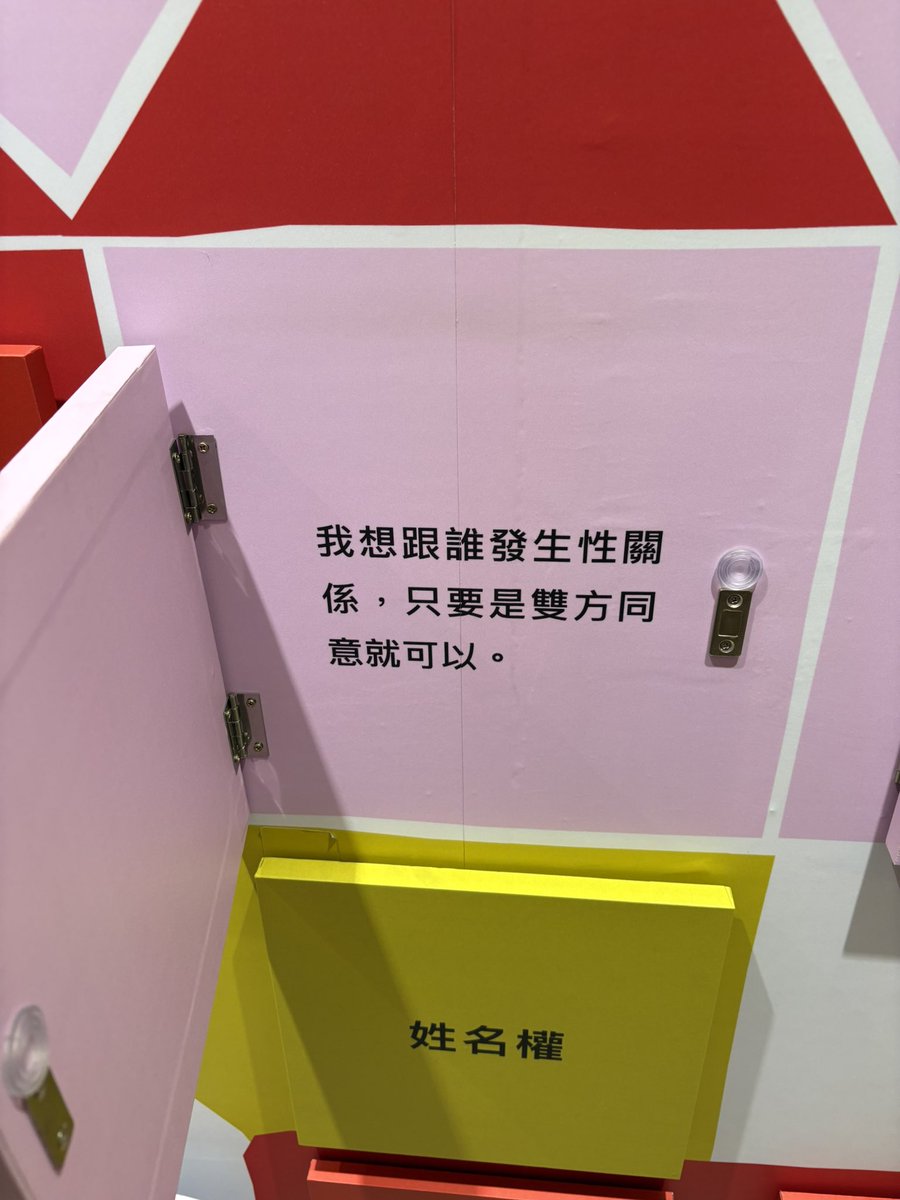 我想跟誰發生性關
係，只要是雙方同
意就可以。
姓名權